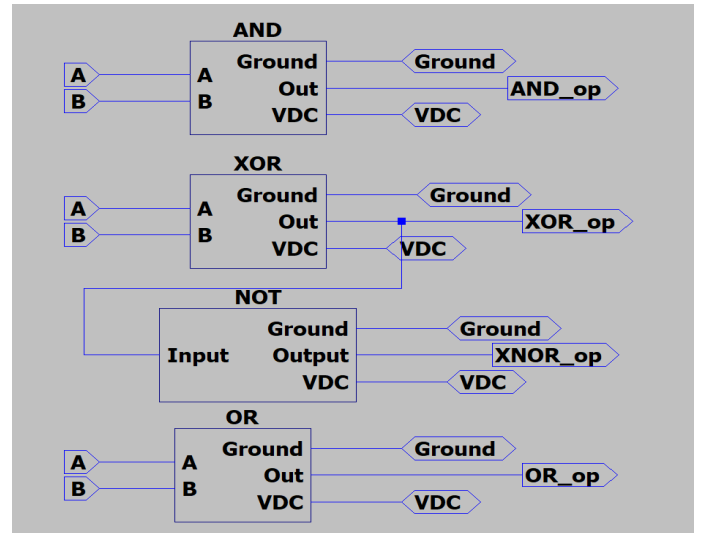 AND
A A Ground Ground
B B Out AND_op
VDC VDC
XOR
A A Ground Ground
B B Out XOR_op
VDC VDC
NOT
Ground Ground
Input Output XNOR_op
VDC VDC
OR
A A Ground Ground
B B Out OR_op
VDC VDC